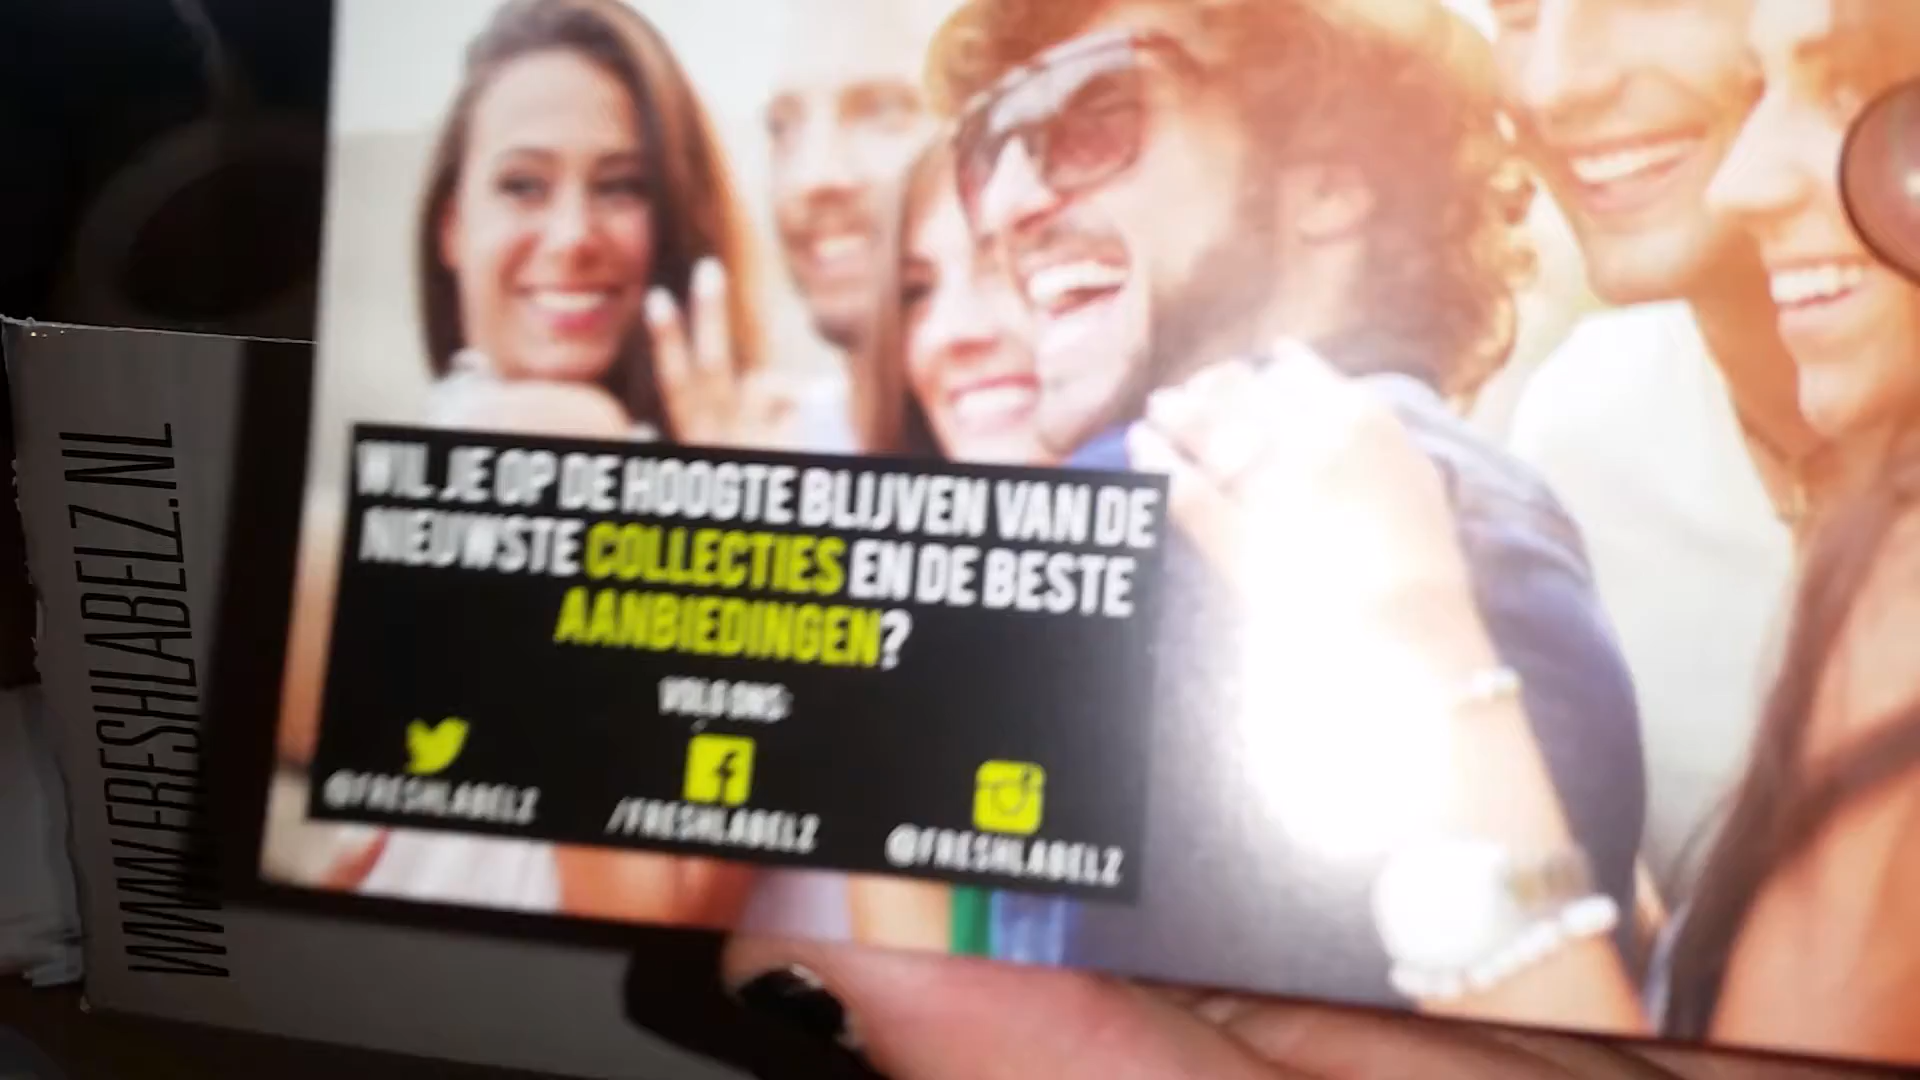 WIL JE OP DE HOOGTE BLIJVEN VAN DE
NIEUWSTE COLLECTIES EN DE BESTE
AANBIEDINGEN?
VOLG ONS:
@FRESHLABELZ
/FRESHLABELZ
@FRESHLABELZ
WWW.FRESHLABELZ.NL